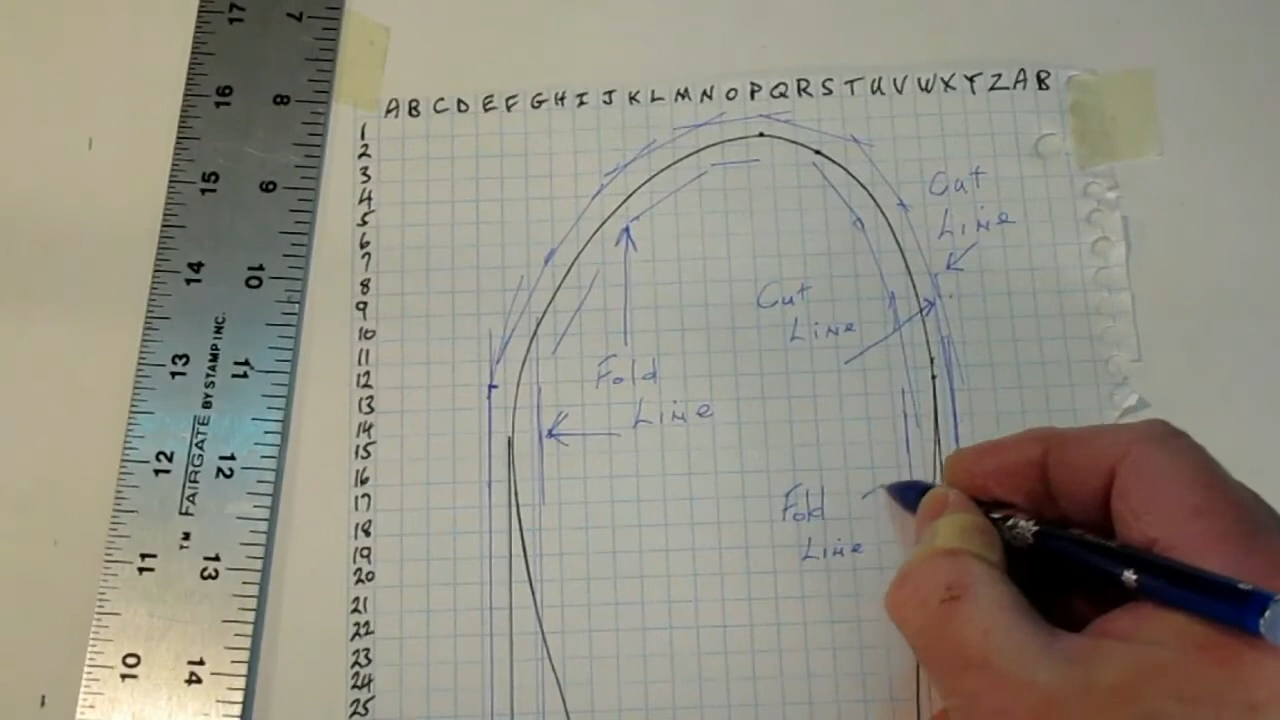 A B C D E F G H I J K L M N O P Q R S T U V W X Y Z A B
1
2
3
4
5
6
7
8
9
10
11
12
13
14
15
16
17
18
19
20
21
22
23
24
25
Cut
Line
Cut
Line
Fold
Line
Fold
Line
17 16 15 14 13 12 11 10
7 8 9 10 11 12 13 14
™ FAIRGATE BY STAMP INC.